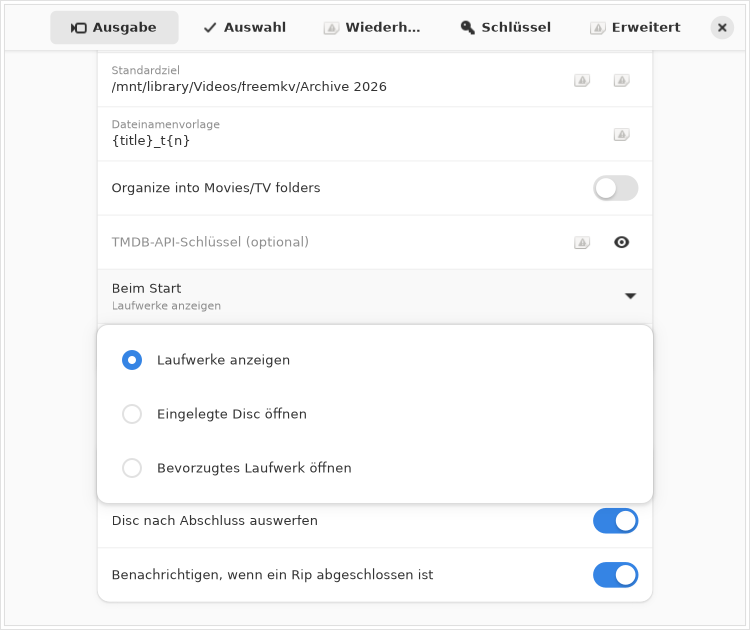 Ausgabe
Auswahl
Wiederh…
Schlüssel
Erweitert
Standardziel
/mnt/library/Videos/freemkv/Archive 2026
Dateinamenvorlage
{title}_t{n}
Organize into Movies/TV folders
TMDB-API-Schlüssel (optional)
Beim Start
Laufwerke anzeigen
Laufwerke anzeigen
Eingelegte Disc öffnen
Bevorzugtes Laufwerk öffnen
Disc nach Abschluss auswerfen
Benachrichtigen, wenn ein Rip abgeschlossen ist